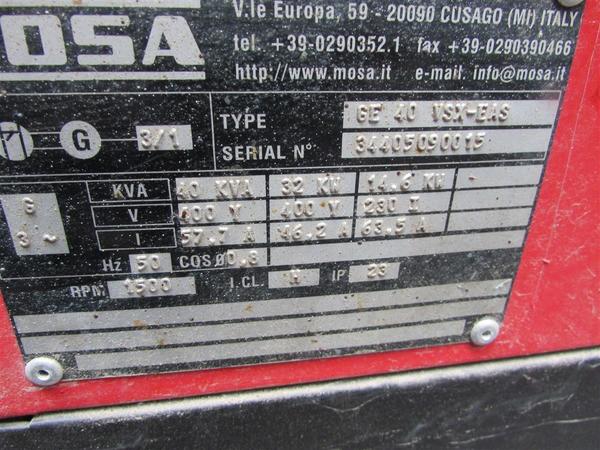 MOSA
V.le Europa, 59 - 20090 CUSAGO (MI) ITALY
tel. +39-0290352.1 fax +39-0290390466
http://www.mosa.it e-mail. info@mosa.it
G 3/1
TYPE GE 40 VSX-EAS
SERIAL N° 34405090015
G
3~
KVA 40 KVA 32 KW 14.6 KW
V 400 V 400 V 230 I
I 57.7 A 46.2 A 63.5 A
Hz 50 COSØ 0.8
RPM 1500 I.CL. H IP 23